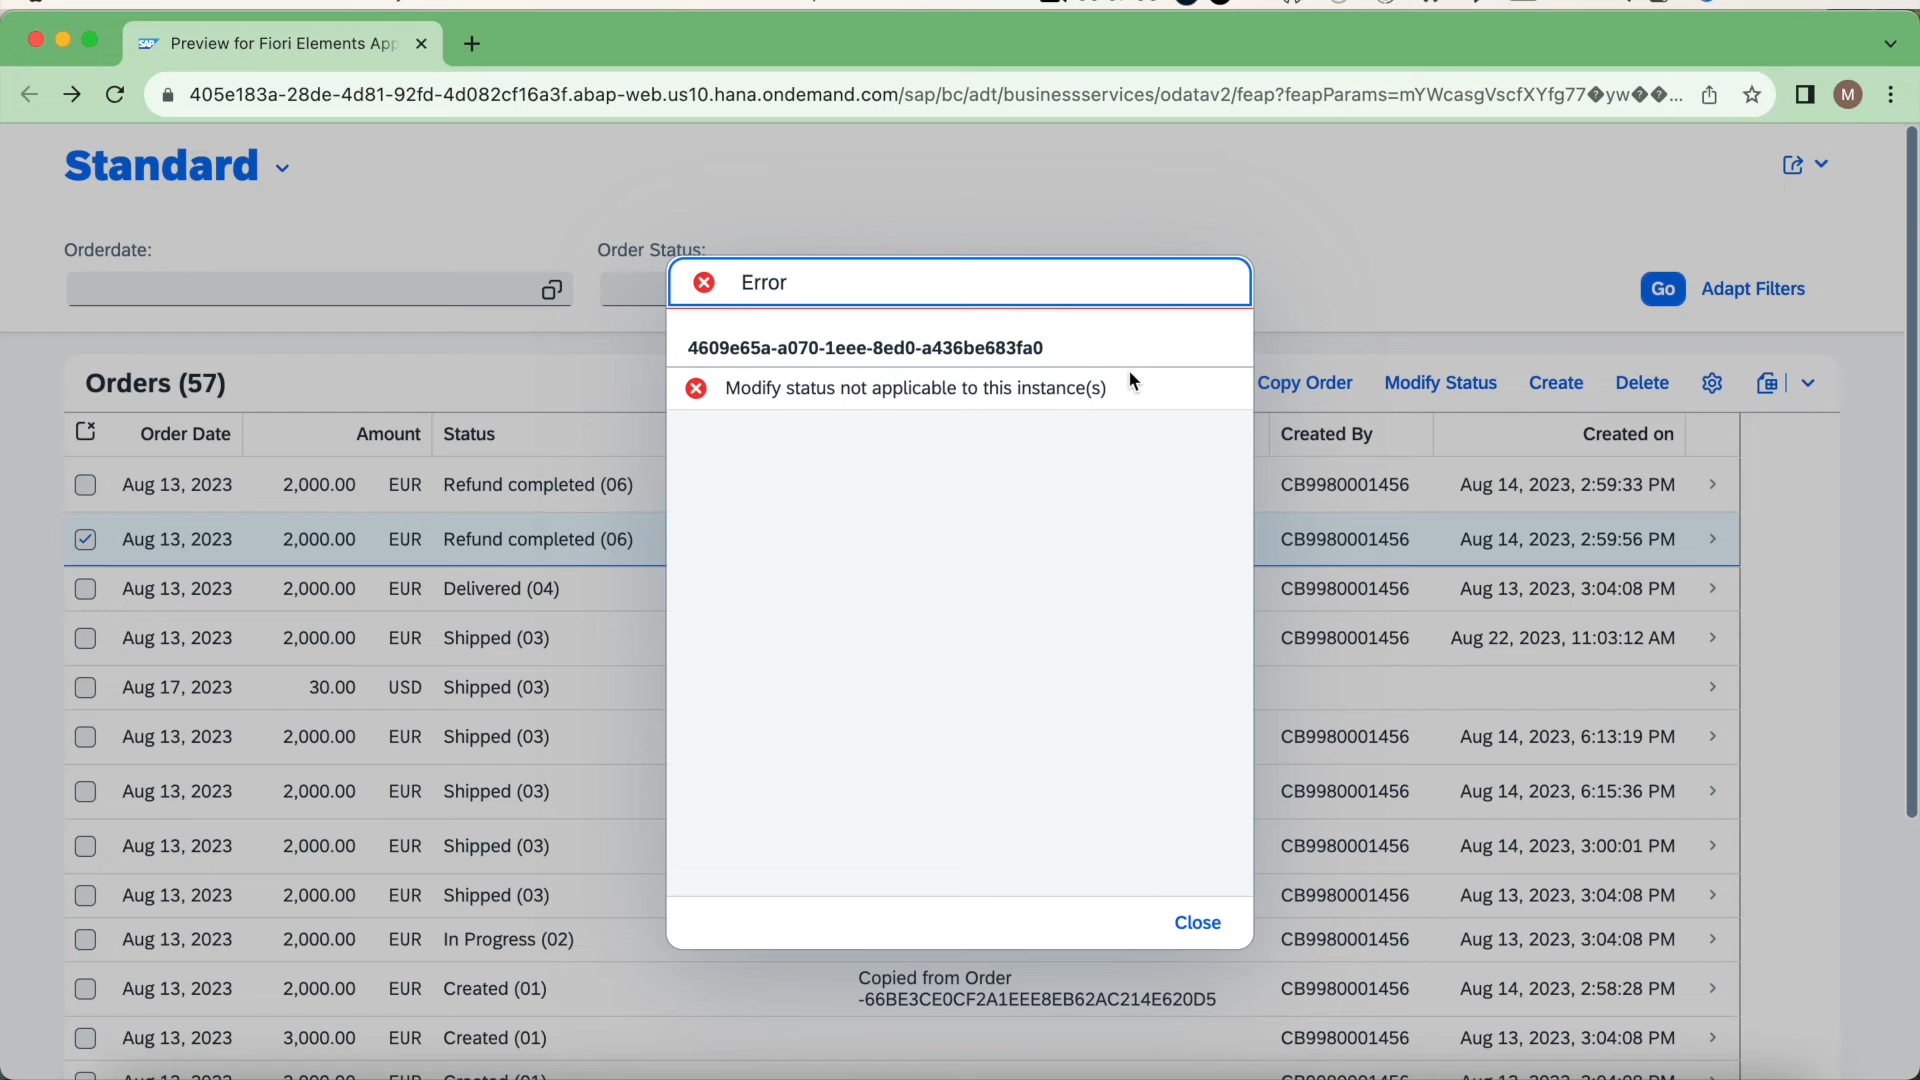 Preview for Fiori Elements App
405e183a-28de-4d81-92fd-4d082cf16a3f.abap-web.us10.hana.ondemand.com/sap/bc/adt/businessservices/odatav2/feap?feapParams=mYWcasgVscfXYfg77�yw��...
M
Standard
Orderdate:
Order Status:
Go
Adapt Filters
Error
4609e65a-a070-1eee-8ed0-a436be683fa0
Modify status not applicable to this instance(s)
Close
Orders (57)
Copy Order Modify Status Create Delete
Order Date Amount Status Created By Created on
Aug 13, 2023 2,000.00 EUR Refund completed (06) CB9980001456 Aug 14, 2023, 2:59:33 PM
Aug 13, 2023 2,000.00 EUR Refund completed (06) CB9980001456 Aug 14, 2023, 2:59:56 PM
Aug 13, 2023 2,000.00 EUR Delivered (04) CB9980001456 Aug 13, 2023, 3:04:08 PM
Aug 13, 2023 2,000.00 EUR Shipped (03) CB9980001456 Aug 22, 2023, 11:03:12 AM
Aug 17, 2023 30.00 USD Shipped (03)
Aug 13, 2023 2,000.00 EUR Shipped (03) CB9980001456 Aug 14, 2023, 6:13:19 PM
Aug 13, 2023 2,000.00 EUR Shipped (03) CB9980001456 Aug 14, 2023, 6:15:36 PM
Aug 13, 2023 2,000.00 EUR Shipped (03) CB9980001456 Aug 14, 2023, 3:00:01 PM
Aug 13, 2023 2,000.00 EUR Shipped (03) CB9980001456 Aug 13, 2023, 3:04:08 PM
Aug 13, 2023 2,000.00 EUR In Progress (02) CB9980001456 Aug 13, 2023, 3:04:08 PM
Aug 13, 2023 2,000.00 EUR Created (01) Copied from Order CB9980001456 Aug 14, 2023, 2:58:28 PM
-66BE3CE0CF2A1EEE8EB62AC214E620D5
Aug 13, 2023 3,000.00 EUR Created (01) CB9980001456 Aug 13, 2023, 3:04:08 PM